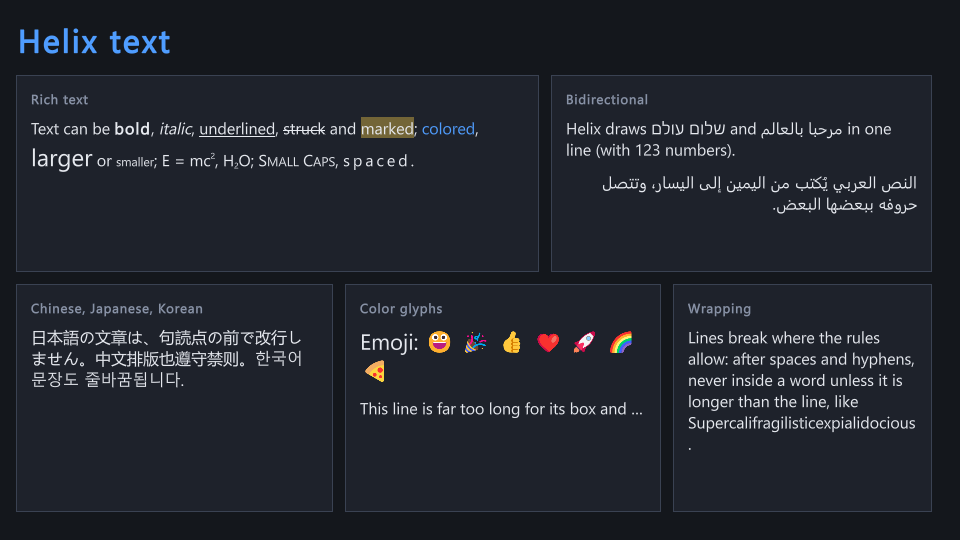 Helix text
Rich text
Text can be bold, italic, underlined, struck and marked; colored,
larger or smaller; E = mc², H₂O; SMALL CAPS, spaced.
Bidirectional
Helix draws שלום עולם and مرحبا بالعالم in one
line (with 123 numbers).
النص العربي يُكتب من اليمين إلى اليسار، وتتصل
حروفه ببعضها البعض.
Chinese, Japanese, Korean
日本語の文章は、句読点の前で改行し
ません。中文排版也遵守禁则。한국어
문장도 줄바꿈됩니다.
Color glyphs
Emoji: 😀 🎉 👍 ❤️ 🚀 🌈
🍕
This line is far too long for its box and …
Wrapping
Lines break where the rules
allow: after spaces and hyphens,
never inside a word unless it is
longer than the line, like
Supercalifragilisticexpialidocious
.